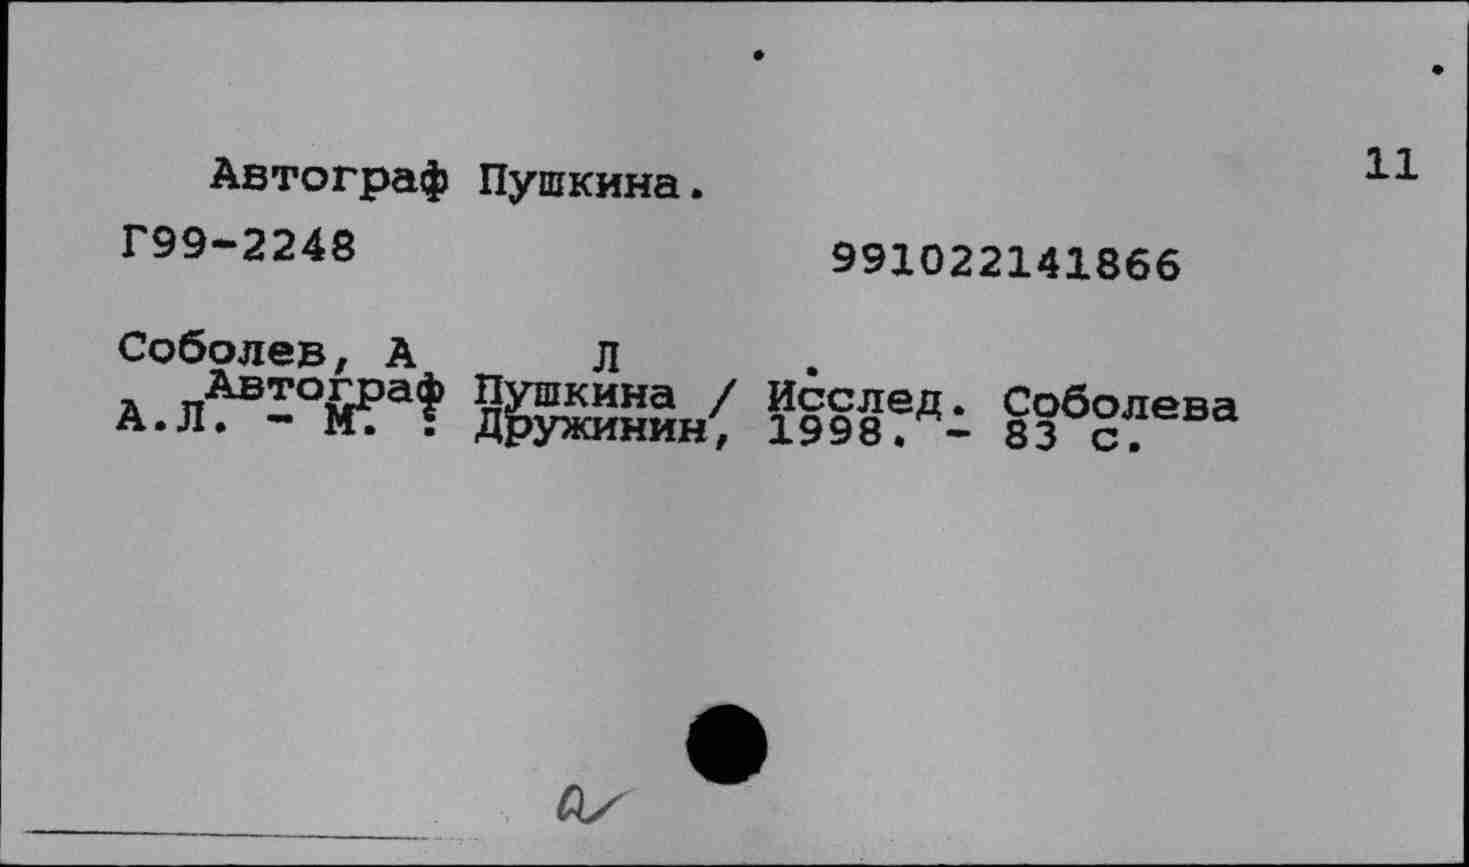 Автограф Пушкина.
11
Г99-2248
991022141866
Соболев, А Л .
Автограф Пушкина / Исслед. Соболева
А.Л. - М. : Дружинин, 1998. - 83 с.